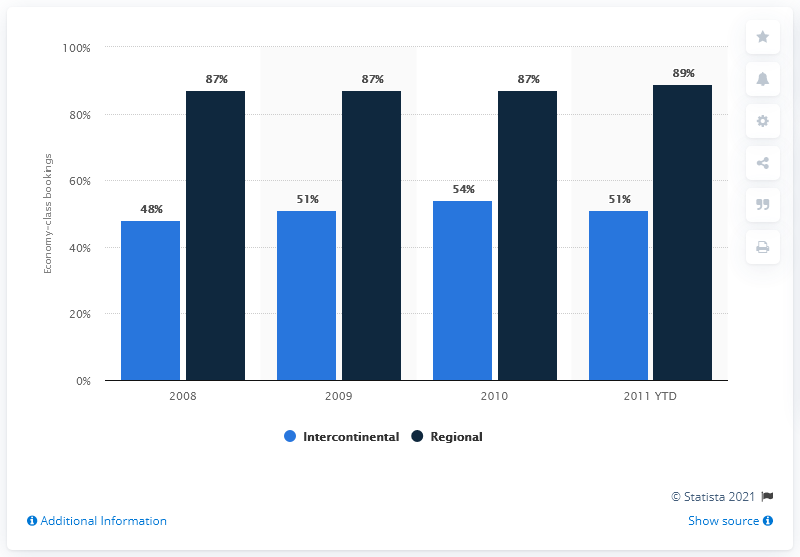 100%
80%
60%
40%
20%
0%
Economy-class bookings
48%
87%
51%
87%
54%
87%
51%
89%
2008
2009
2010
2011 YTD
Intercontinental
Regional
© Statista 2021
Additional Information
Show source